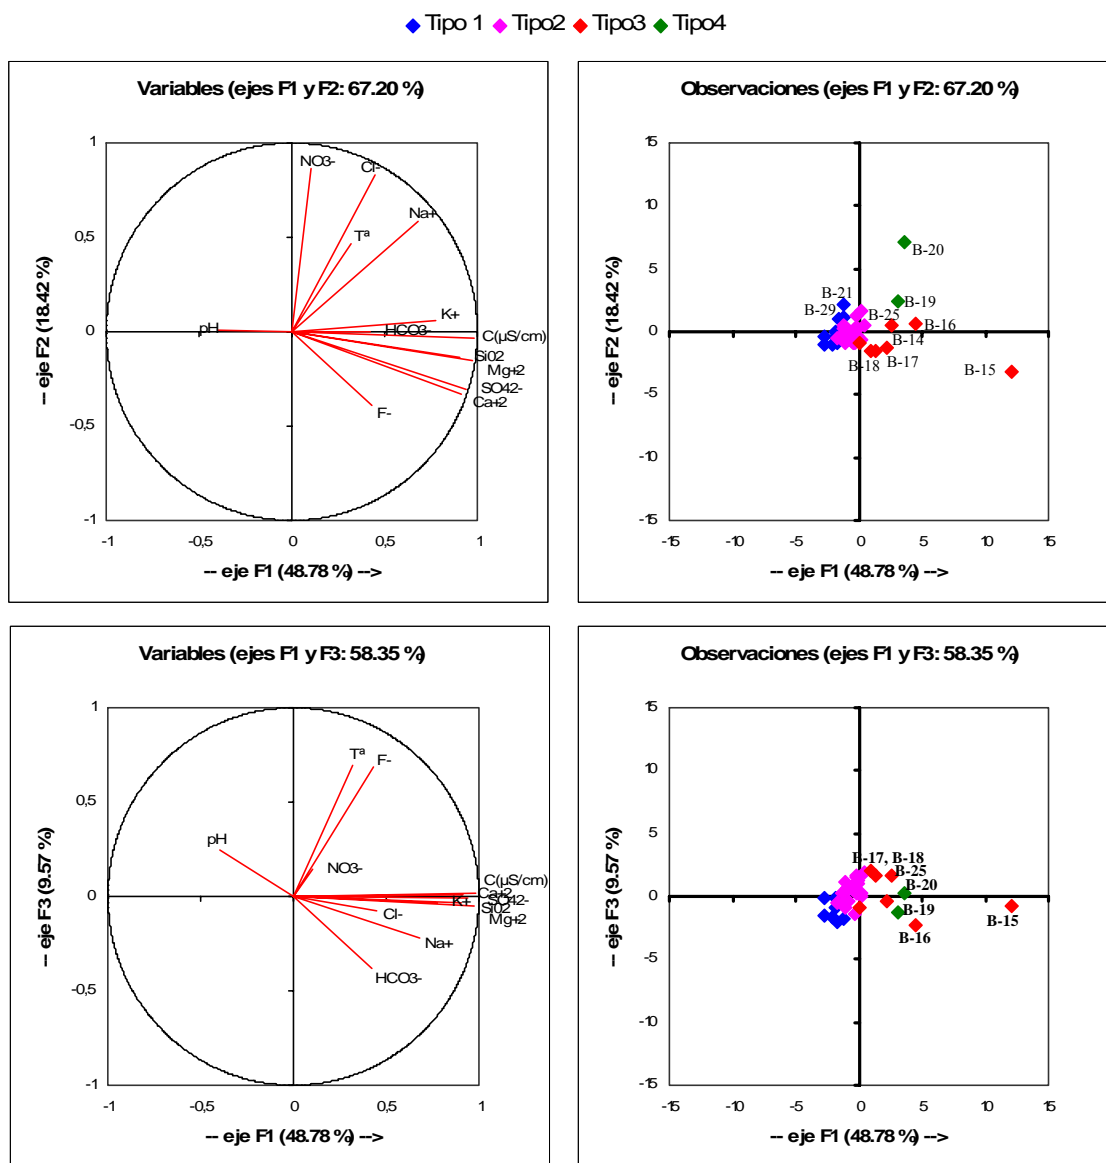 Tipo 1 Tipo2 Tipo3 Tipo4
Variables (ejes F1 y F2: 67.20 %)
1
0,5
0
-0,5
-1
-1
-0,5
0
0,5
1
-- eje F2 (18.42 %) -->
-- eje F1 (48.78 %) -->
NO3-
Cl-
Na+
Tª
K+
pH
HCO3-
C(µS/cm)
Si02
Mg+2
SO42-
Ca+2
F-
Observaciones (ejes F1 y F2: 67.20 %)
15
10
5
0
-5
-10
-15
-15
-10
-5
0
5
10
15
-- eje F2 (18.42 %) -->
-- eje F1 (48.78 %) -->
B-20
B-21
B-19
B-29
B-25
B-16
B-14
B-18
B-17
B-15
Variables (ejes F1 y F3: 58.35 %)
1
0,5
0
-0,5
-1
-1
-0,5
0
0,5
1
-- eje F3 (9.57 %) -->
-- eje F1 (48.78 %) -->
Tª
F-
pH
NO3-
C(µS/cm)
Ca+2
K+
SO42-
Si02
Cl-
Mg+2
Na+
HCO3-
Observaciones (ejes F1 y F3: 58.35 %)
15
10
5
0
-5
-10
-15
-15
-10
-5
0
5
10
15
-- eje F3 (9.57 %) -->
-- eje F1 (48.78 %) -->
B-17, B-18
B-25
B-20
B-19
B-15
B-16